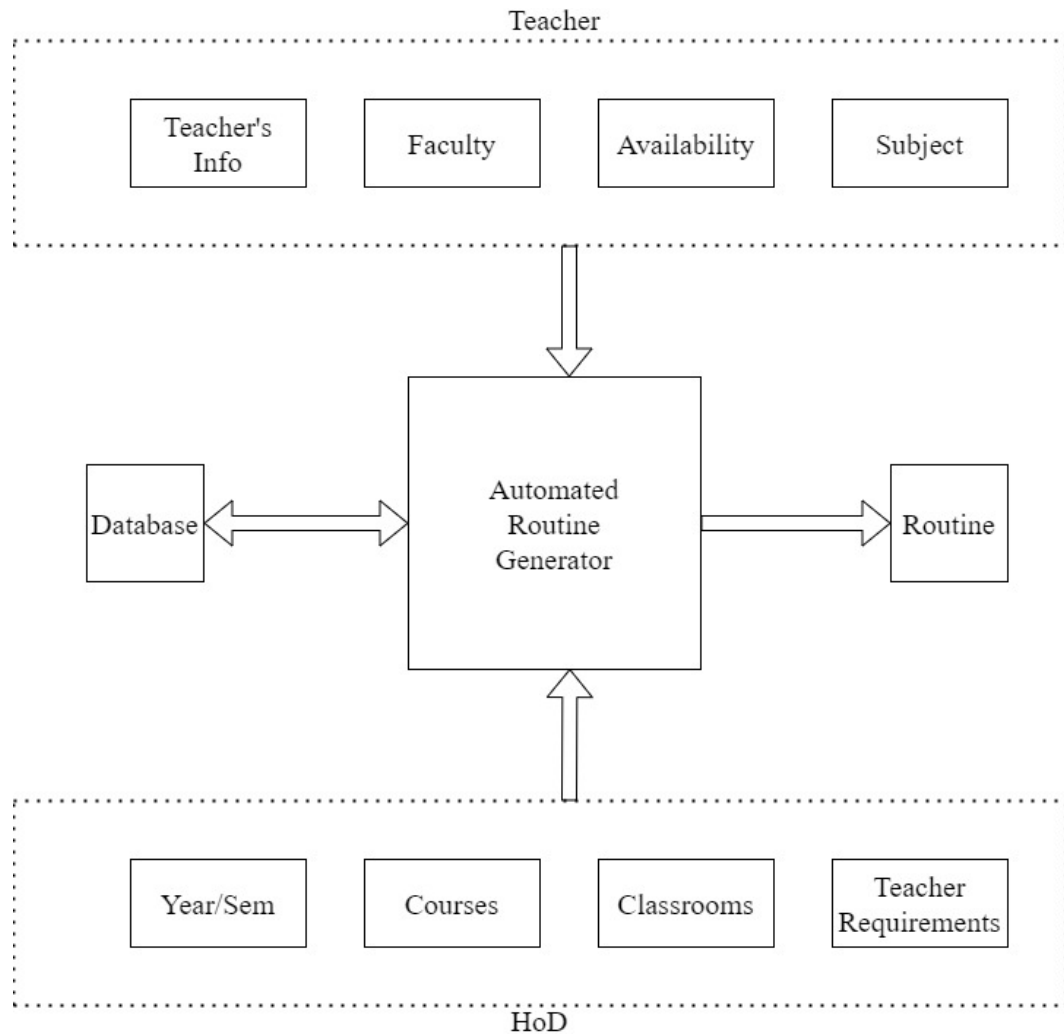 Teacher
Teacher's
Info
Faculty
Availability
Subject
Database
Automated
Routine
Generator
Routine
Year/Sem
Courses
Classrooms
Teacher
Requirements
HoD